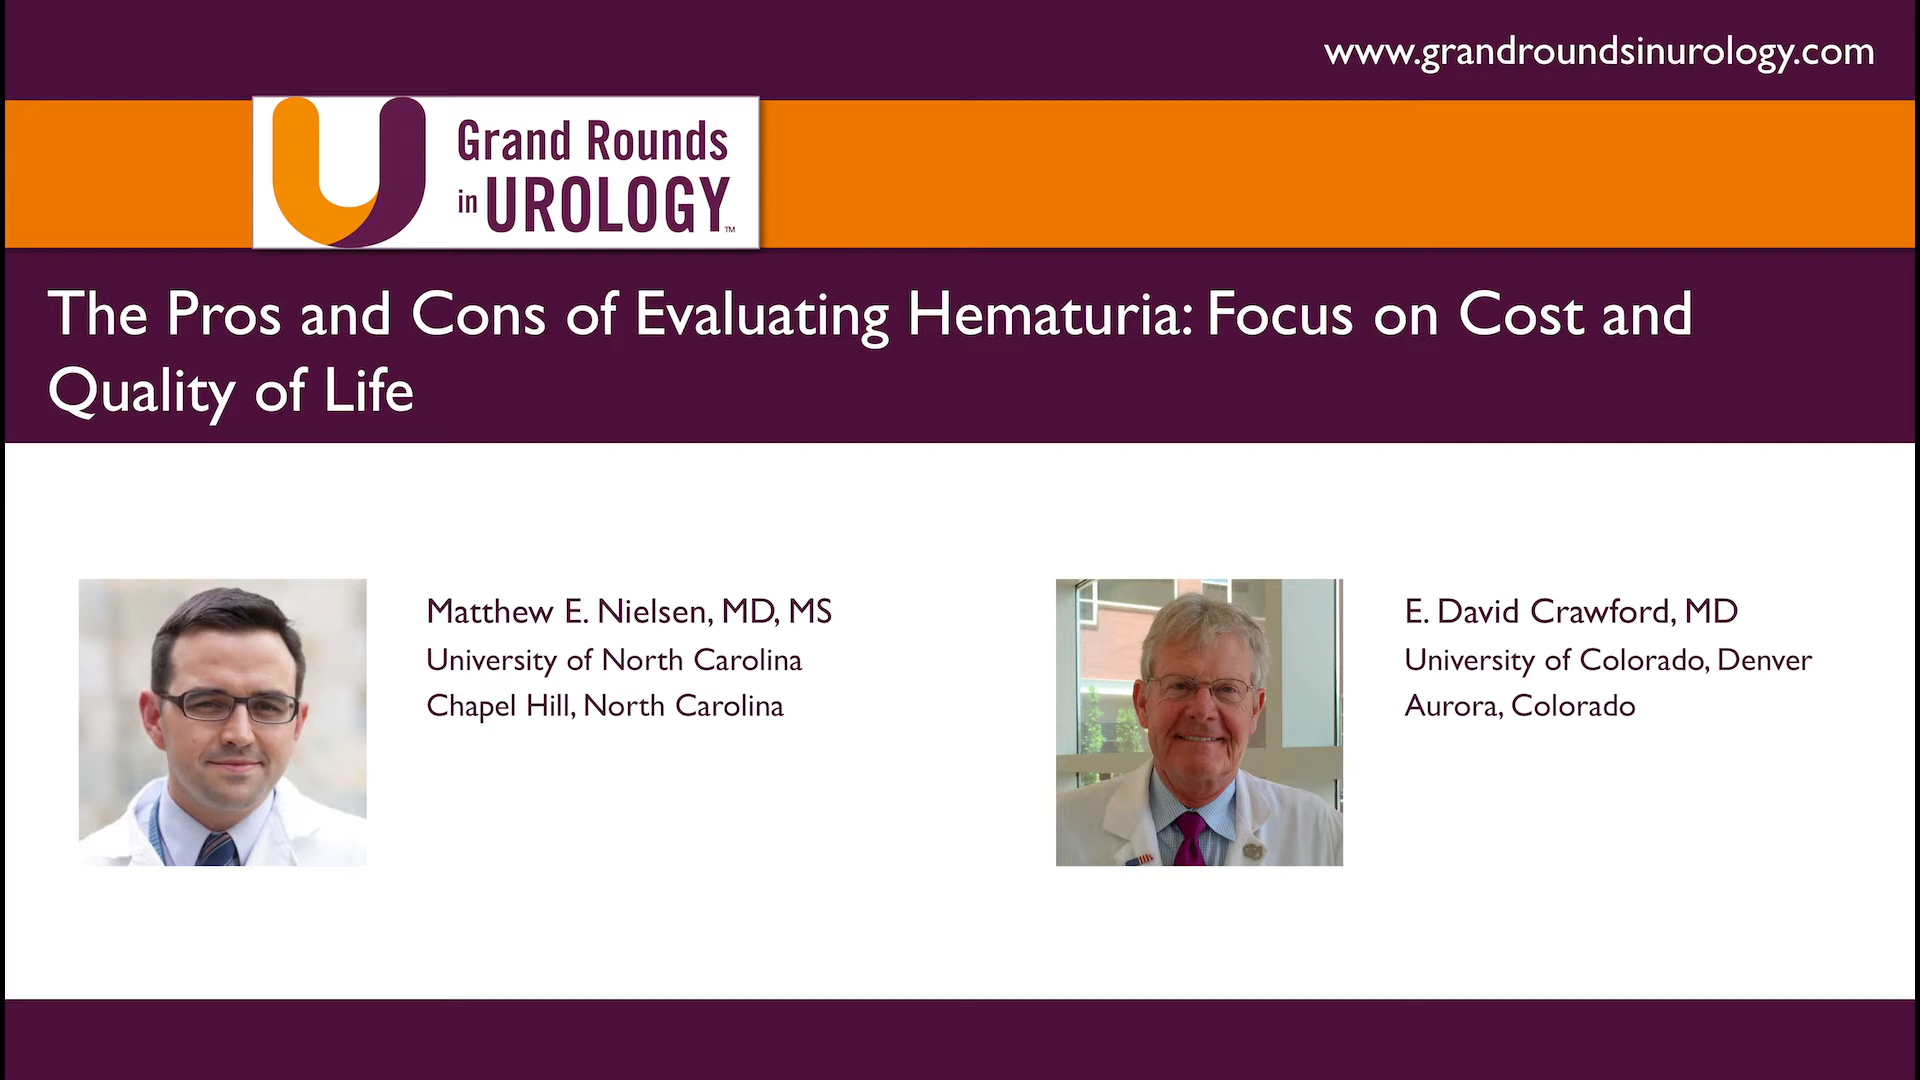 www.grandroundsinurology.com
Grand Rounds
in UROLOGY™
The Pros and Cons of Evaluating Hematuria: Focus on Cost and
Quality of Life
Matthew E. Nielsen, MD, MS
University of North Carolina
Chapel Hill, North Carolina
E. David Crawford, MD
University of Colorado, Denver
Aurora, Colorado